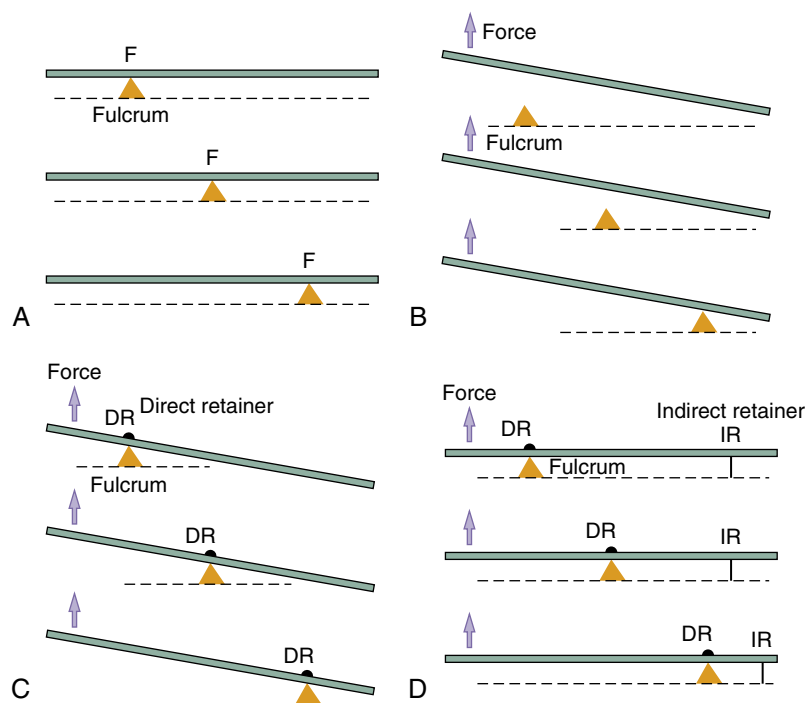 F
Fulcrum
F
F
A
Force
Fulcrum
B
Force
DR Direct retainer
Fulcrum
DR
DR
C
Force
Indirect retainer
DR IR
Fulcrum
DR IR
DR IR
D